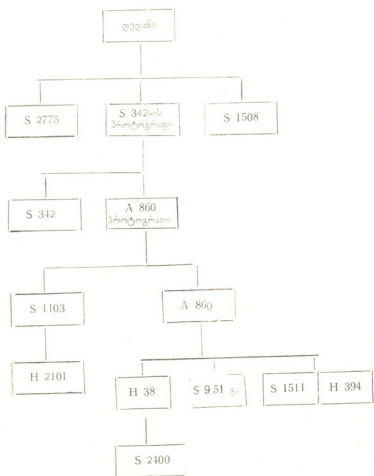 დედანი
S 2775
S 342-ის
პროტოგრაფი
S 1508
S 342
A 860
პროტოგრაფი
S 1103
A 860
H 2101
H 38
S 951 ვ.
S 1511
H 394
S 2400